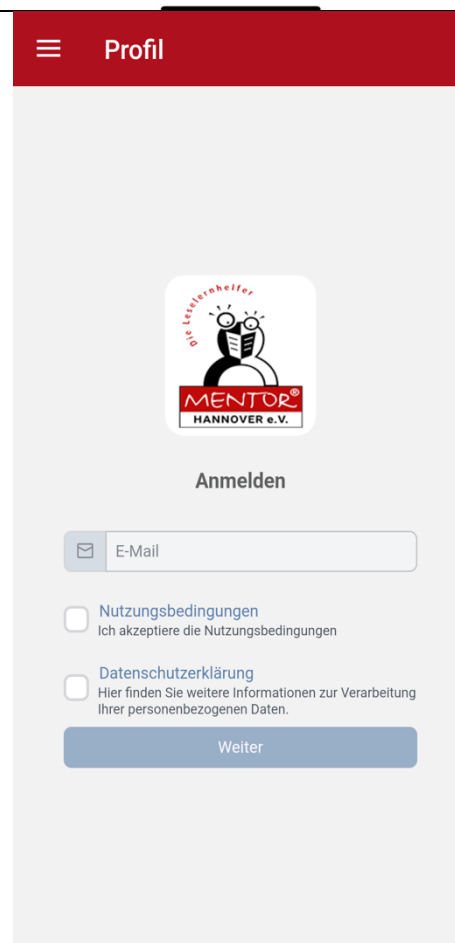 Profil
Die Leselernhelfer
MENTOR®
HANNOVER e.V.
Anmelden
E-Mail
Nutzungsbedingungen
Ich akzeptiere die Nutzungsbedingungen
Datenschutzerklärung
Hier finden Sie weitere Informationen zur Verarbeitung
Ihrer personenbezogenen Daten.
Weiter